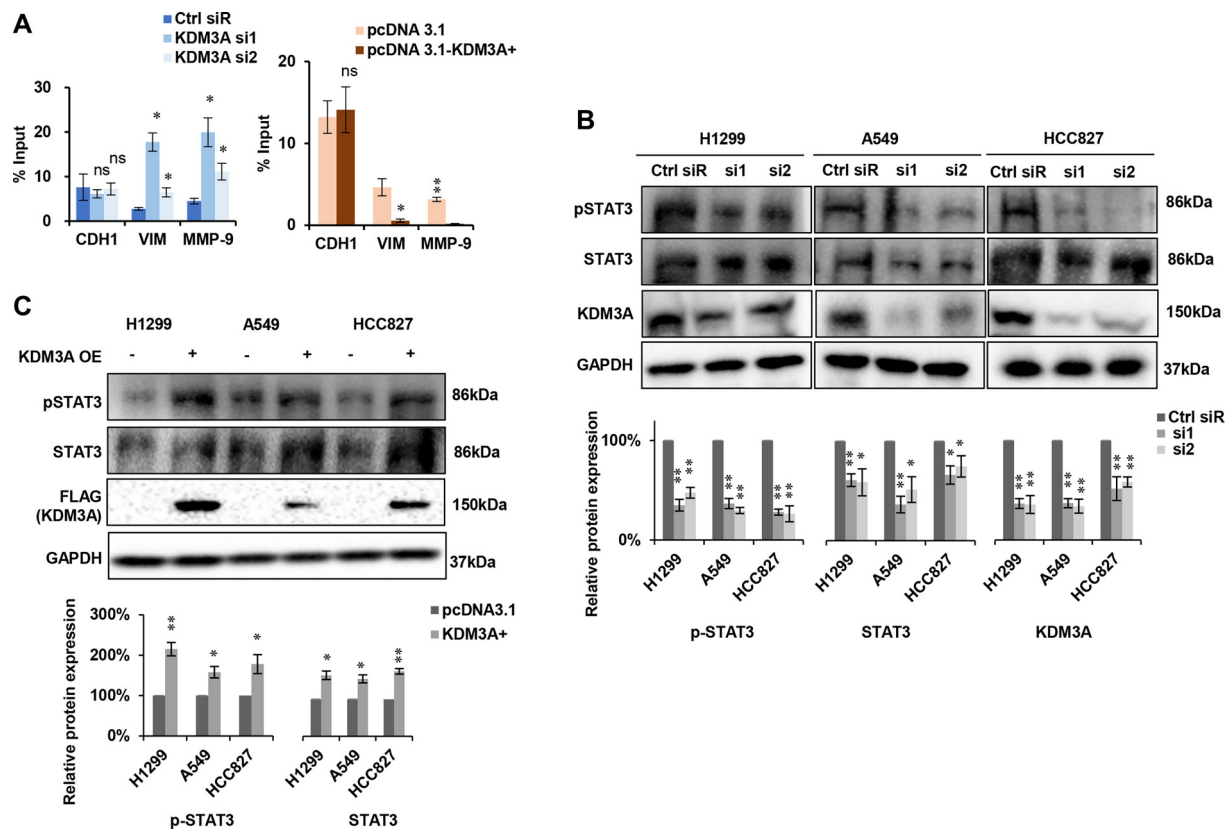 A
Ctrl siR
KDM3A si1
KDM3A si2
% Input
30
20
10
0
ns
ns
*
*
*
*
CDH1 VIM MMP-9
pcDNA 3.1
pcDNA 3.1-KDM3A+
% Input
20
10
0
ns
*
**
CDH1 VIM MMP-9
B
H1299 A549 HCC827
Ctrl siR si1 si2 Ctrl siR si1 si2 Ctrl siR si1 si2
pSTAT3 86kDa
STAT3 86kDa
KDM3A 150kDa
GAPDH 37kDa
Relative protein expression
100%
0%
Ctrl siR
si1
si2
** ** ** ** ** ** ** * ** * * * ** ** ** ** ** **
H1299 A549 HCC827 H1299 A549 HCC827 H1299 A549 HCC827
p-STAT3 STAT3 KDM3A
C
H1299 A549 HCC827
KDM3A OE - + - + - +
pSTAT3 86kDa
STAT3 86kDa
FLAG
(KDM3A) 150kDa
GAPDH 37kDa
Relative protein expression
300%
200%
100%
0%
pcDNA3.1
KDM3A+
** * * * * **
H1299 A549 HCC827 H1299 A549 HCC827
p-STAT3 STAT3